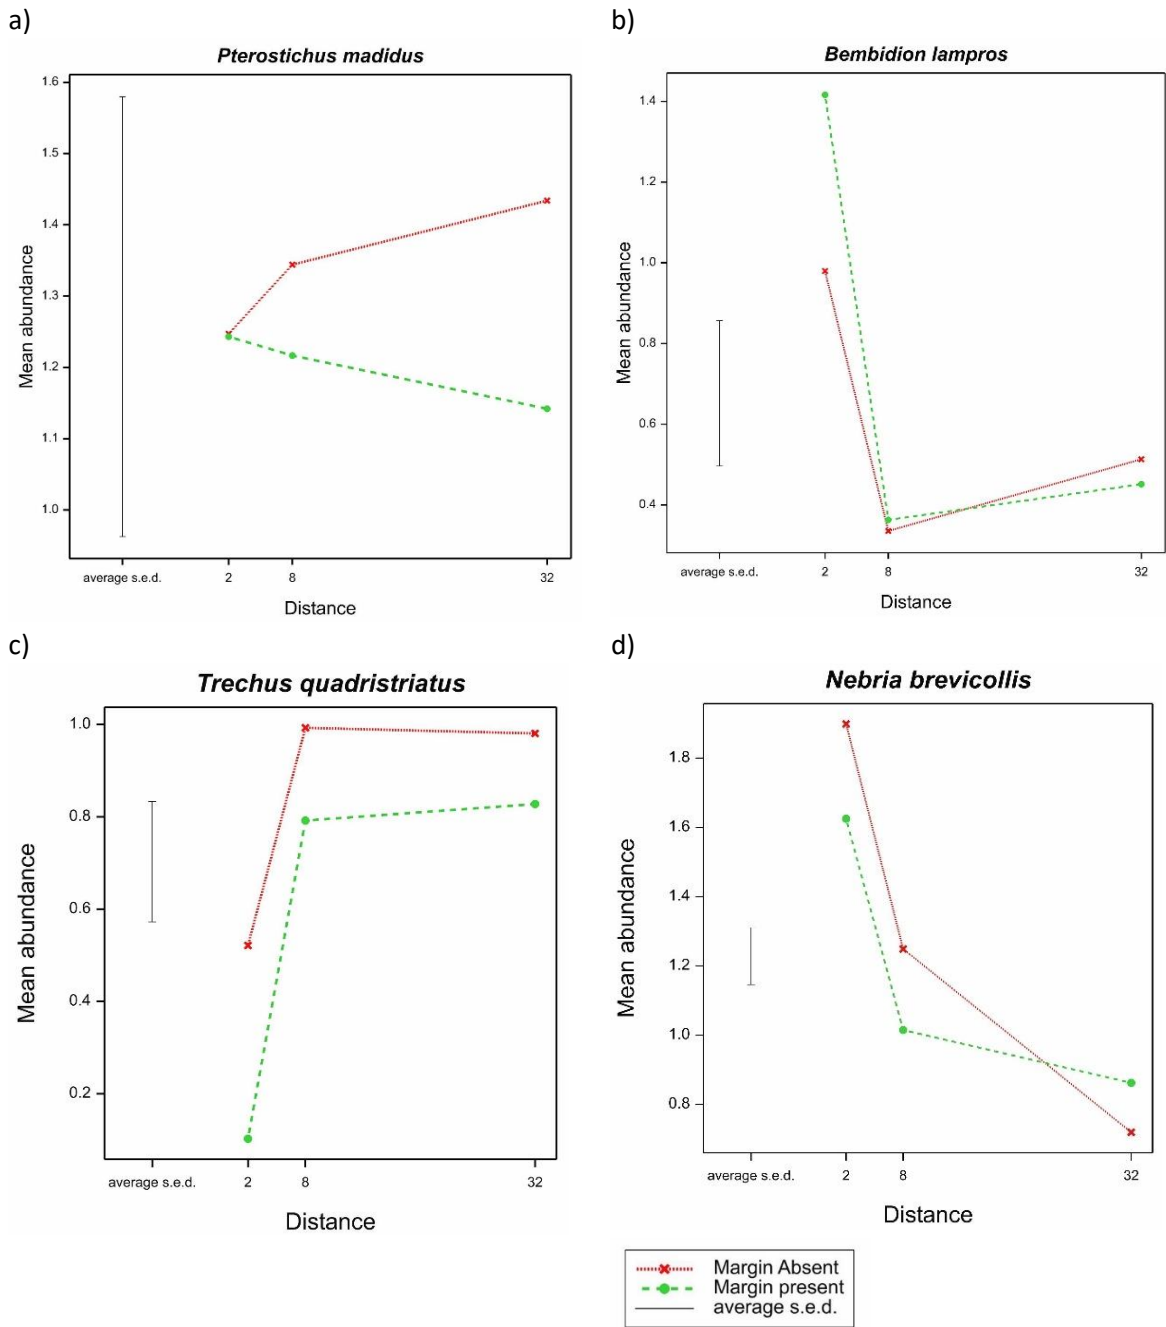 a)
Pterostichus madidus
1.6
1.5
1.4
1.3
1.2
1.1
1.0
Mean abundance
average s.e.d. 2 8 32
Distance
b)
Bembidion lampros
1.4
1.2
1.0
0.8
0.6
0.4
Mean abundance
average s.e.d. 2 8 32
Distance
c)
Trechus quadristriatus
1.0
0.8
0.6
0.4
0.2
Mean abundance
average s.e.d. 2 8 32
Distance
d)
Nebria brevicollis
1.8
1.6
1.4
1.2
1.0
0.8
Mean abundance
average s.e.d. 2 8 32
Distance
Margin Absent
Margin present
average s.e.d.